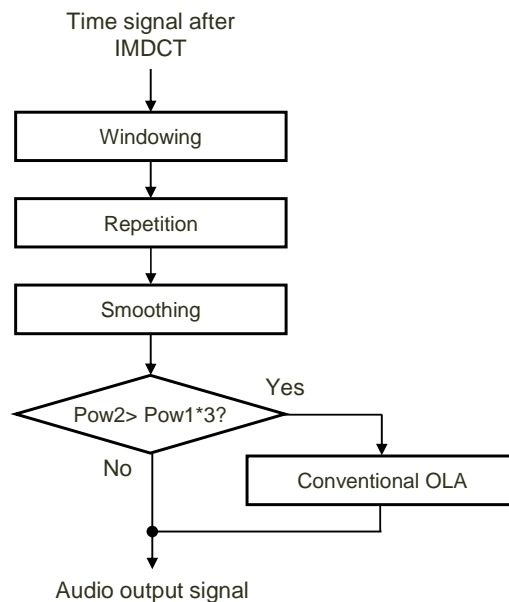 Time signal after
IMDCT
Windowing
Repetition
Smoothing
Pow2> Pow1*3?
Yes
No
Conventional OLA
Audio output signal